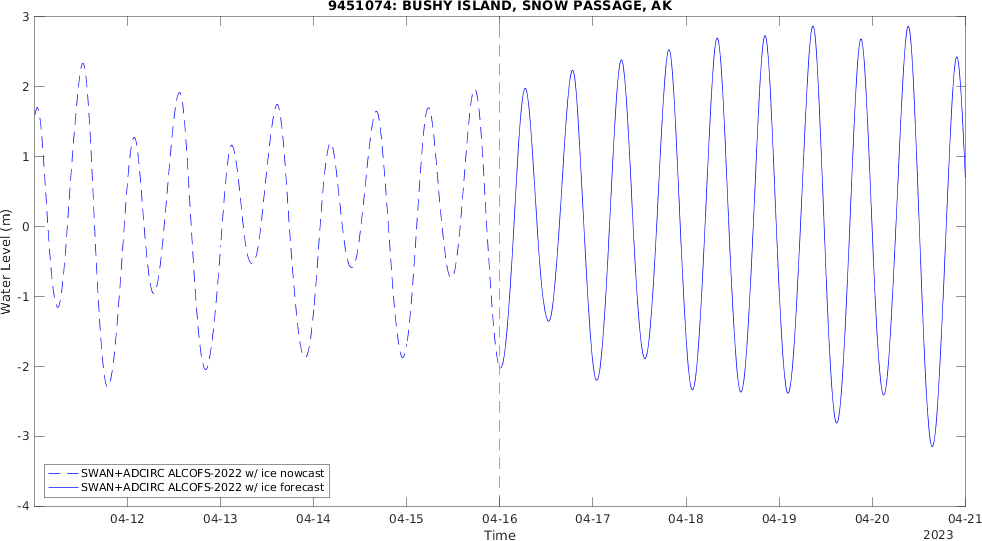 9451074: BUSHY ISLAND, SNOW PASSAGE, AK
Water Level (m)
3
2
1
0
-1
-2
-3
-4
SWAN+ADCIRC ALCOFS-2022 w/ ice nowcast
SWAN+ADCIRC ALCOFS-2022 w/ ice forecast
04-12 04-13 04-14 04-15 04-16 04-17 04-18 04-19 04-20 04-21
Time
2023